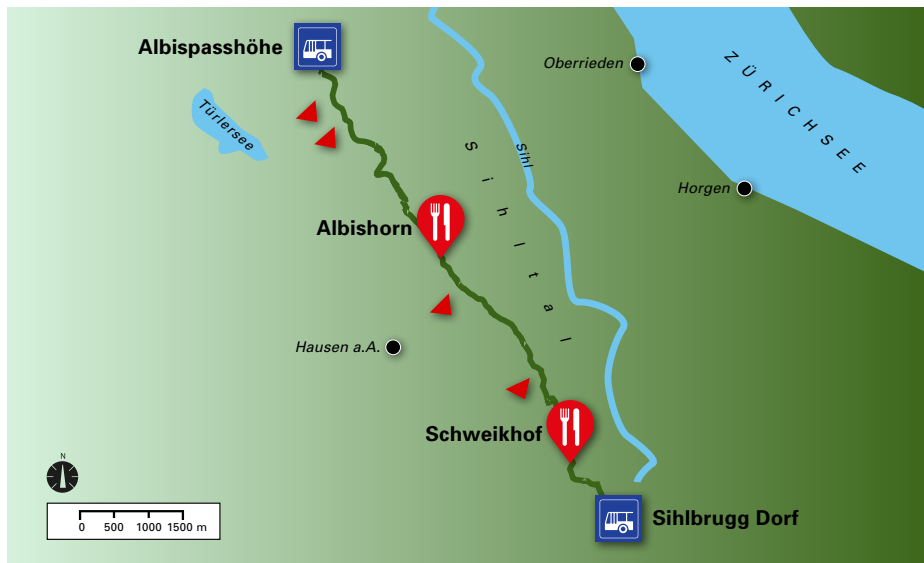 Albispasshöhe
Türlersee
Oberrieden
ZÜRICHSEE
Sihl
Sihltal
Horgen
Albishorn
Hausen a.A.
Schweikhof
N
0 500 1000 1500 m
Sihlbrugg Dorf